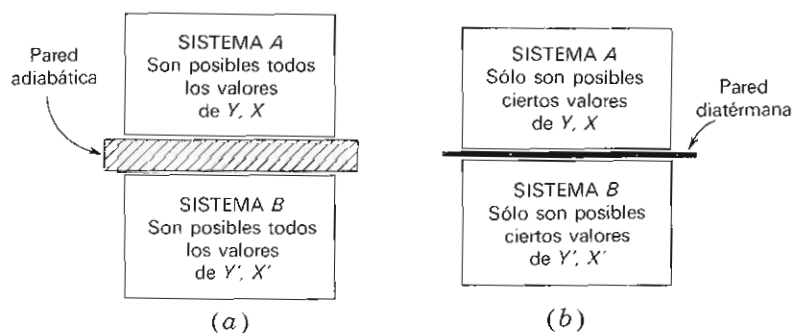 Pared
adiabática
SISTEMA A
Son posibles todos
los valores
de Y, X
SISTEMA B
Son posibles todos
los valores
de Y′, X′
(a)
SISTEMA A
Sólo son posibles
ciertos valores
de Y, X
Pared
diatérmana
SISTEMA B
Sólo son posibles
ciertos valores
de Y′, X′
(b)